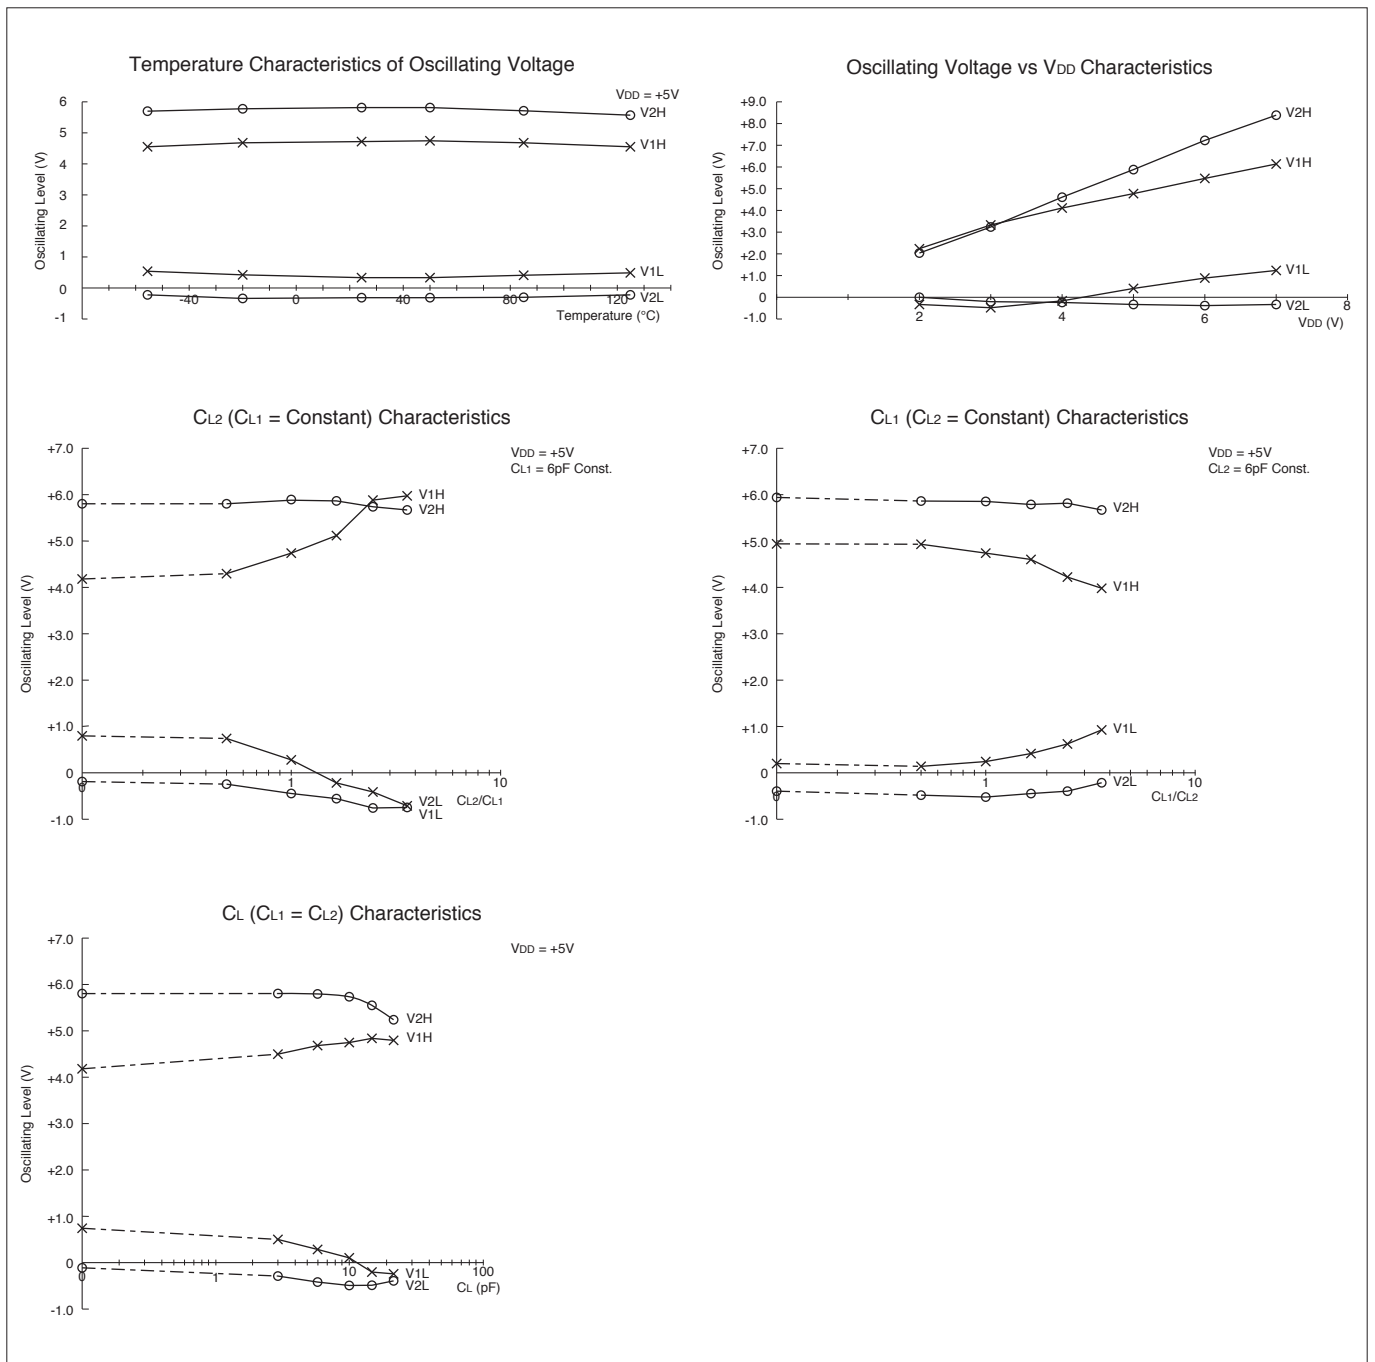 Temperature Characteristics of Oscillating Voltage
VDD = +5V
Oscillating Level (V)
6
5
4
3
2
1
0
-1
-40
0
40
80
120
Temperature (°C)
V2H
V1H
V1L
V2L
Oscillating Voltage vs VDD Characteristics
Oscillating Level (V)
+9.0
+8.0
+7.0
+6.0
+5.0
+4.0
+3.0
+2.0
+1.0
0
-1.0
2
4
6
8
VDD (V)
V2H
V1H
V1L
V2L
CL2 (CL1 = Constant) Characteristics
VDD = +5V
CL1 = 6pF Const.
Oscillating Level (V)
+7.0
+6.0
+5.0
+4.0
+3.0
+2.0
+1.0
0
-1.0
0
1
10
CL2/CL1
V1H
V2H
V2L
V1L
CL1 (CL2 = Constant) Characteristics
VDD = +5V
CL2 = 6pF Const.
Oscillating Level (V)
+7.0
+6.0
+5.0
+4.0
+3.0
+2.0
+1.0
0
-1.0
0
1
10
CL1/CL2
V2H
V1H
V1L
V2L
CL (CL1 = CL2) Characteristics
VDD = +5V
Oscillating Level (V)
+7.0
+6.0
+5.0
+4.0
+3.0
+2.0
+1.0
0
-1.0
0
1
10
100
CL (pF)
V2H
V1H
V1L
V2L